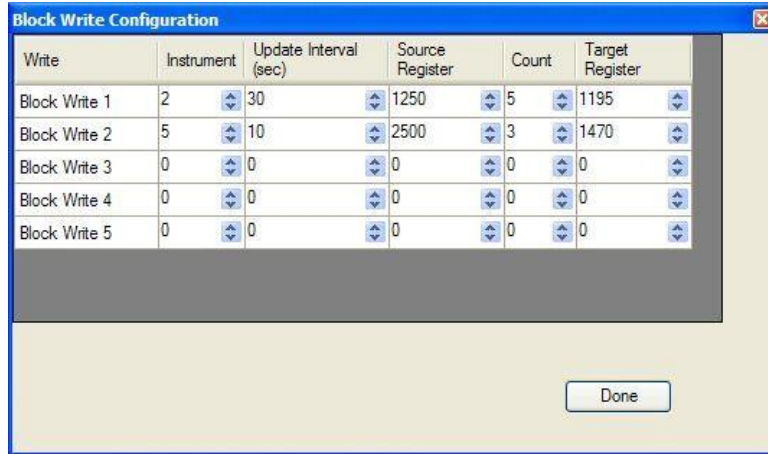 Block Write Configuration
Write Instrument Update Interval (sec) Source Register Count Target Register
Block Write 1 2 30 1250 5 1195
Block Write 2 5 10 2500 3 1470
Block Write 3 0 0 0 0 0
Block Write 4 0 0 0 0 0
Block Write 5 0 0 0 0 0
Done